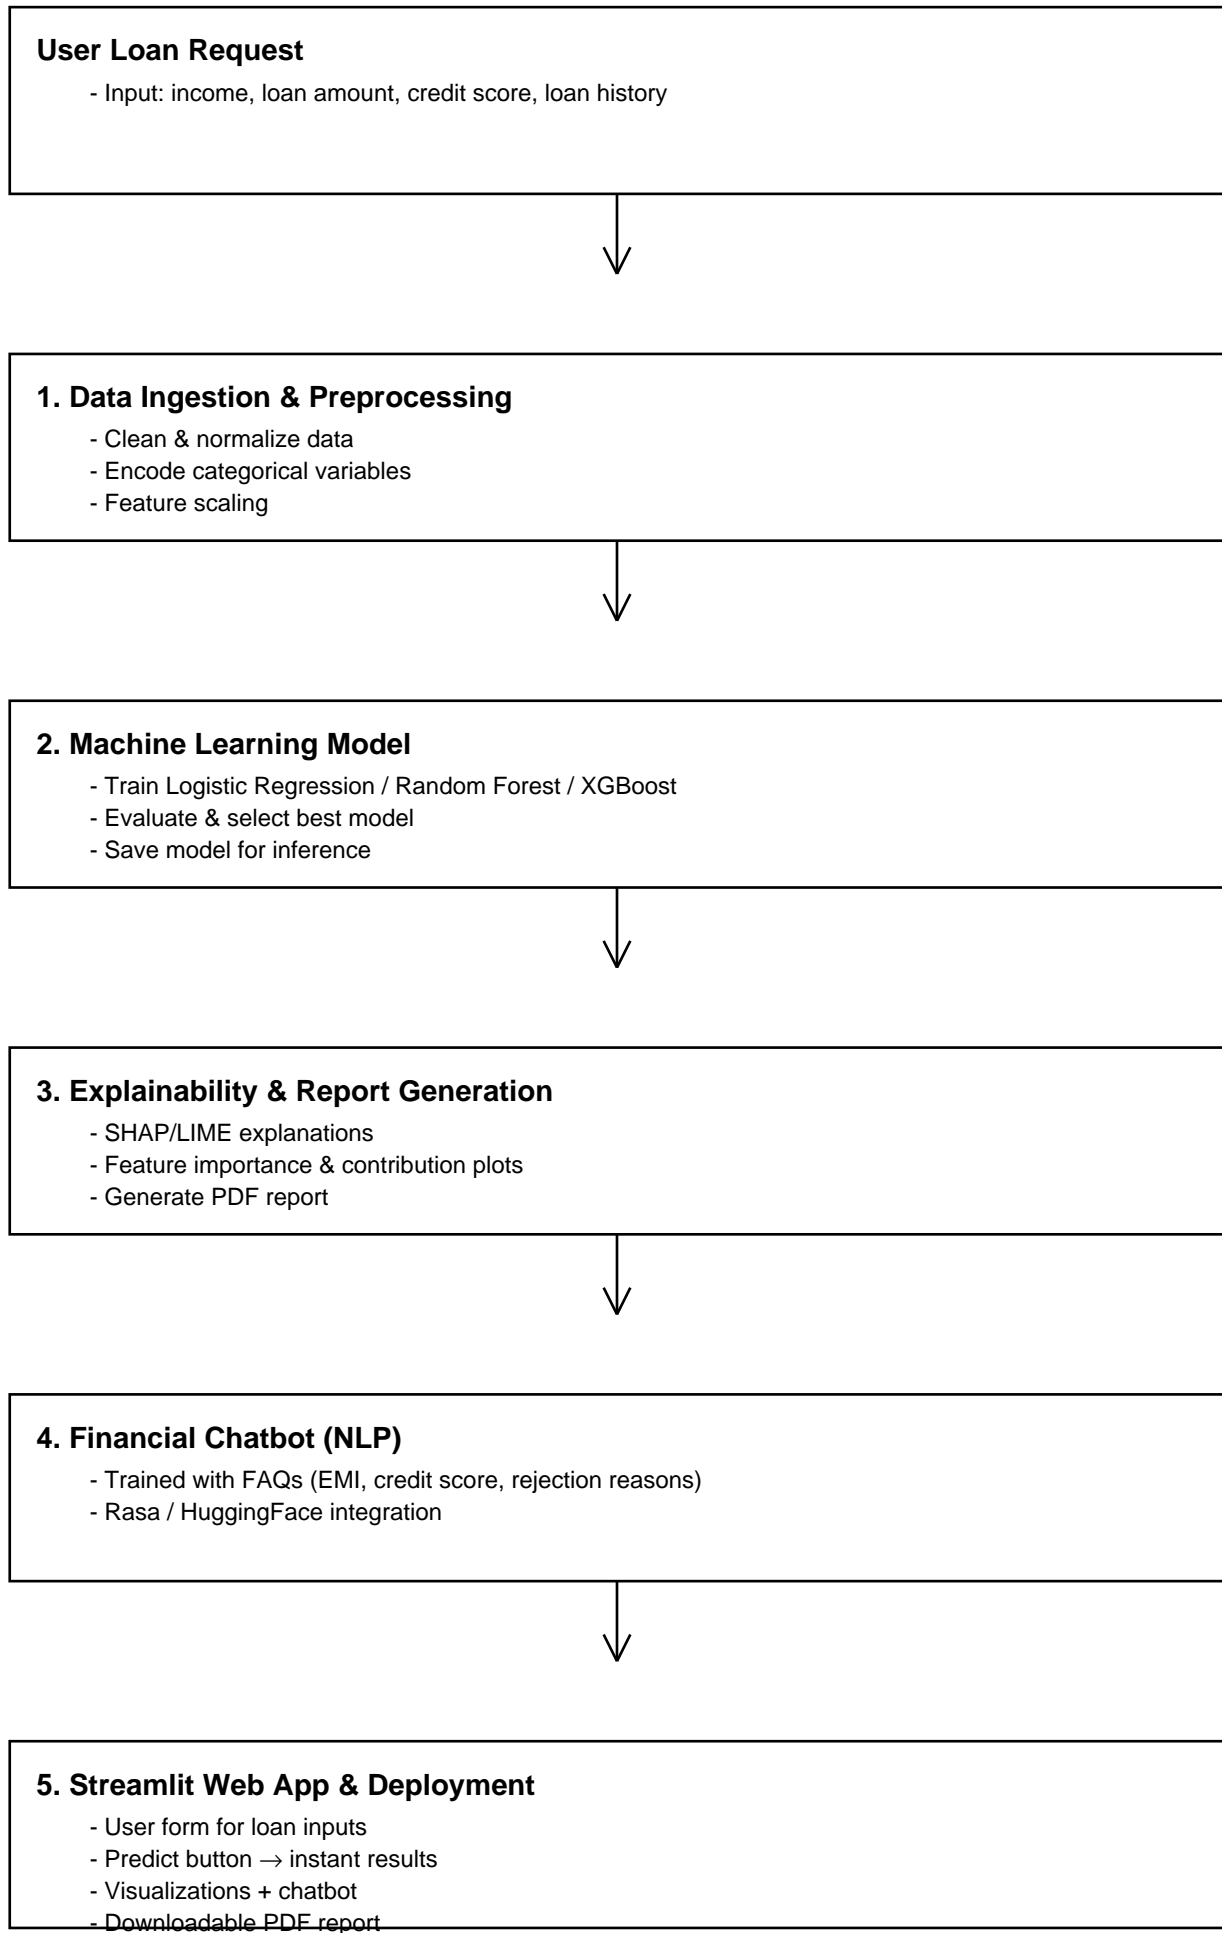 User Loan Request
- Input: income, loan amount, credit score, loan history
1. Data Ingestion & Preprocessing
- Clean & normalize data
- Encode categorical variables
- Feature scaling
2. Machine Learning Model
- Train Logistic Regression / Random Forest / XGBoost
- Evaluate & select best model
- Save model for inference
3. Explainability & Report Generation
- SHAP/LIME explanations
- Feature importance & contribution plots
- Generate PDF report
4. Financial Chatbot (NLP)
- Trained with FAQs (EMI, credit score, rejection reasons)
- Rasa / HuggingFace integration
5. Streamlit Web App & Deployment
- User form for loan inputs
- Predict button → instant results
- Visualizations + chatbot
- Downloadable PDF report